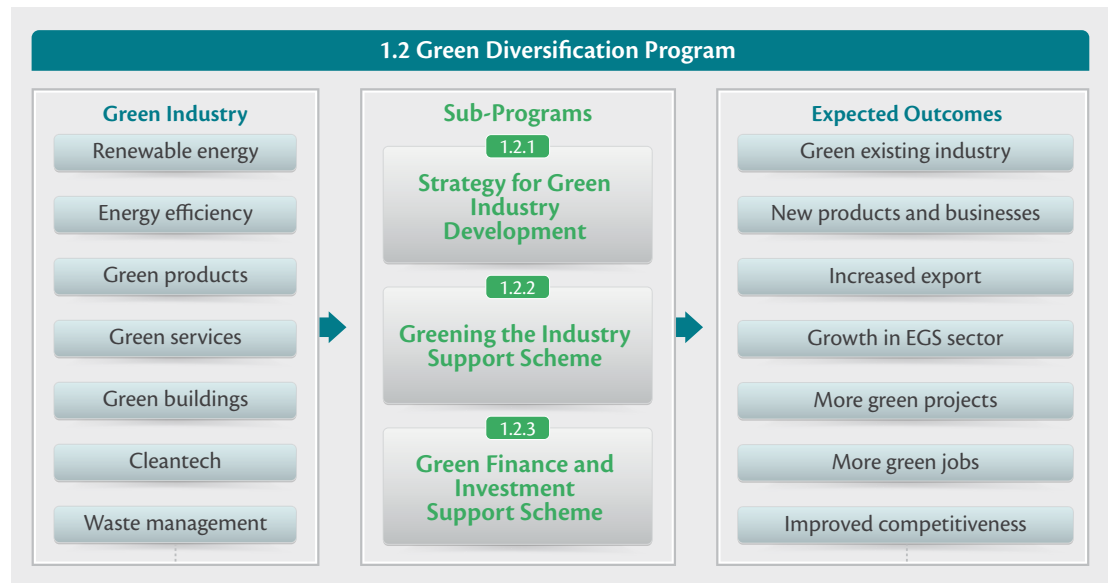 1.2 Green Diversification Program
Green Industry
Renewable energy
Energy efficiency
Green products
Green services
Green buildings
Cleantech
Waste management
Sub-Programs
1.2.1
Strategy for Green
Industry
Development
1.2.2
Greening the Industry
Support Scheme
1.2.3
Green Finance and
Investment
Support Scheme
Expected Outcomes
Green existing industry
New products and businesses
Increased export
Growth in EGS sector
More green projects
More green jobs
Improved competitiveness